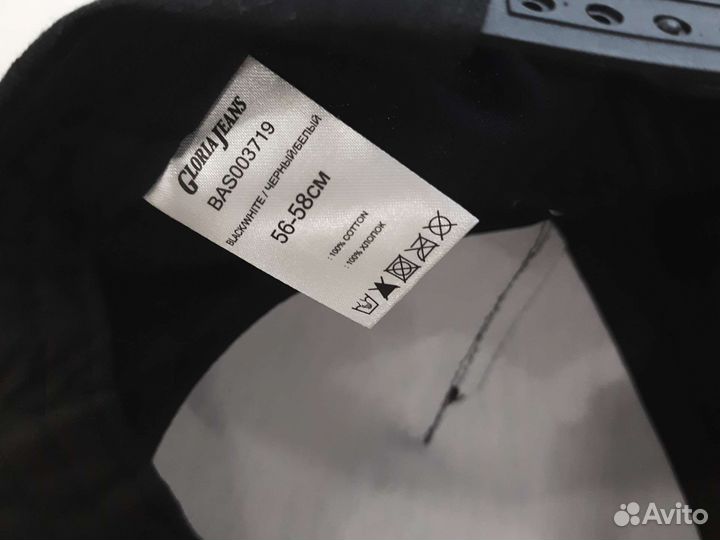 GLORIA JEANS
BAS003719
BLACK/WHITE / ЧЕРНЫЙ/БЕЛЫЙ
56-58СМ
: 100% COTTON
: 100% ХЛОПОК
Avito